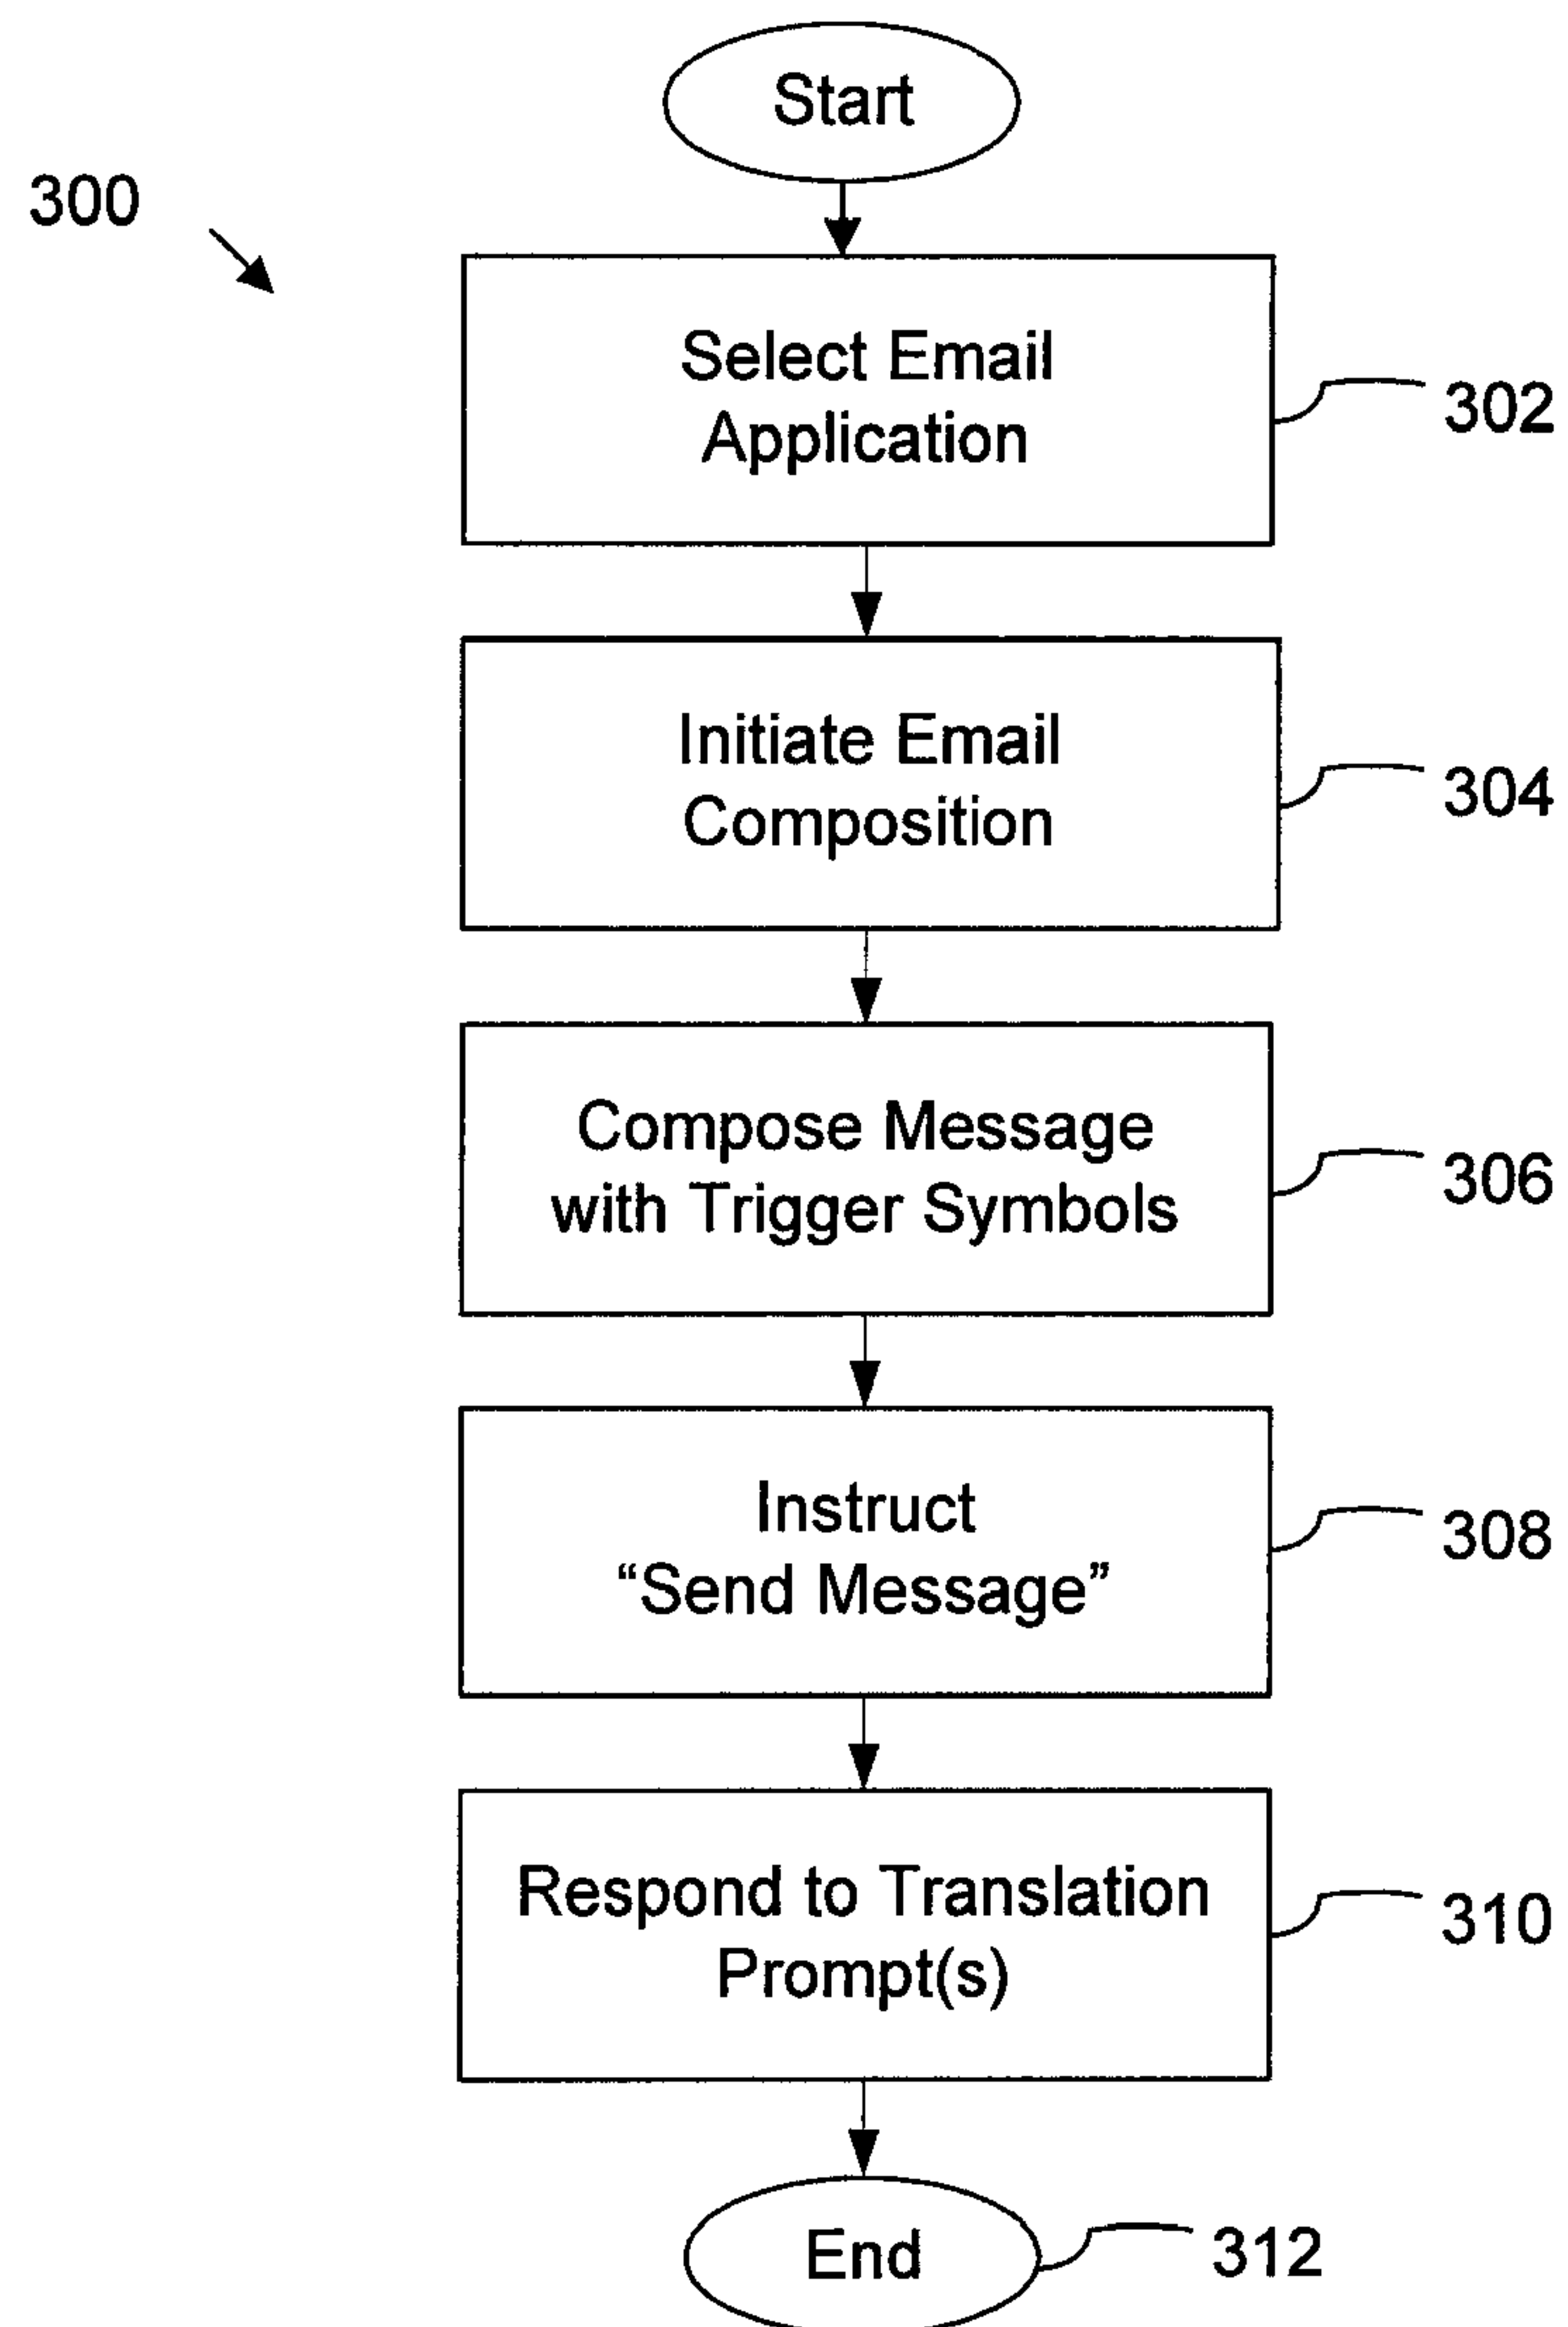 Start
300
Select Email
Application
302
Initiate Email
Composition
304
Compose Message
with Trigger Symbols
306
Instruct
“Send Message”
308
Respond to Translation
Prompt(s)
310
End
312